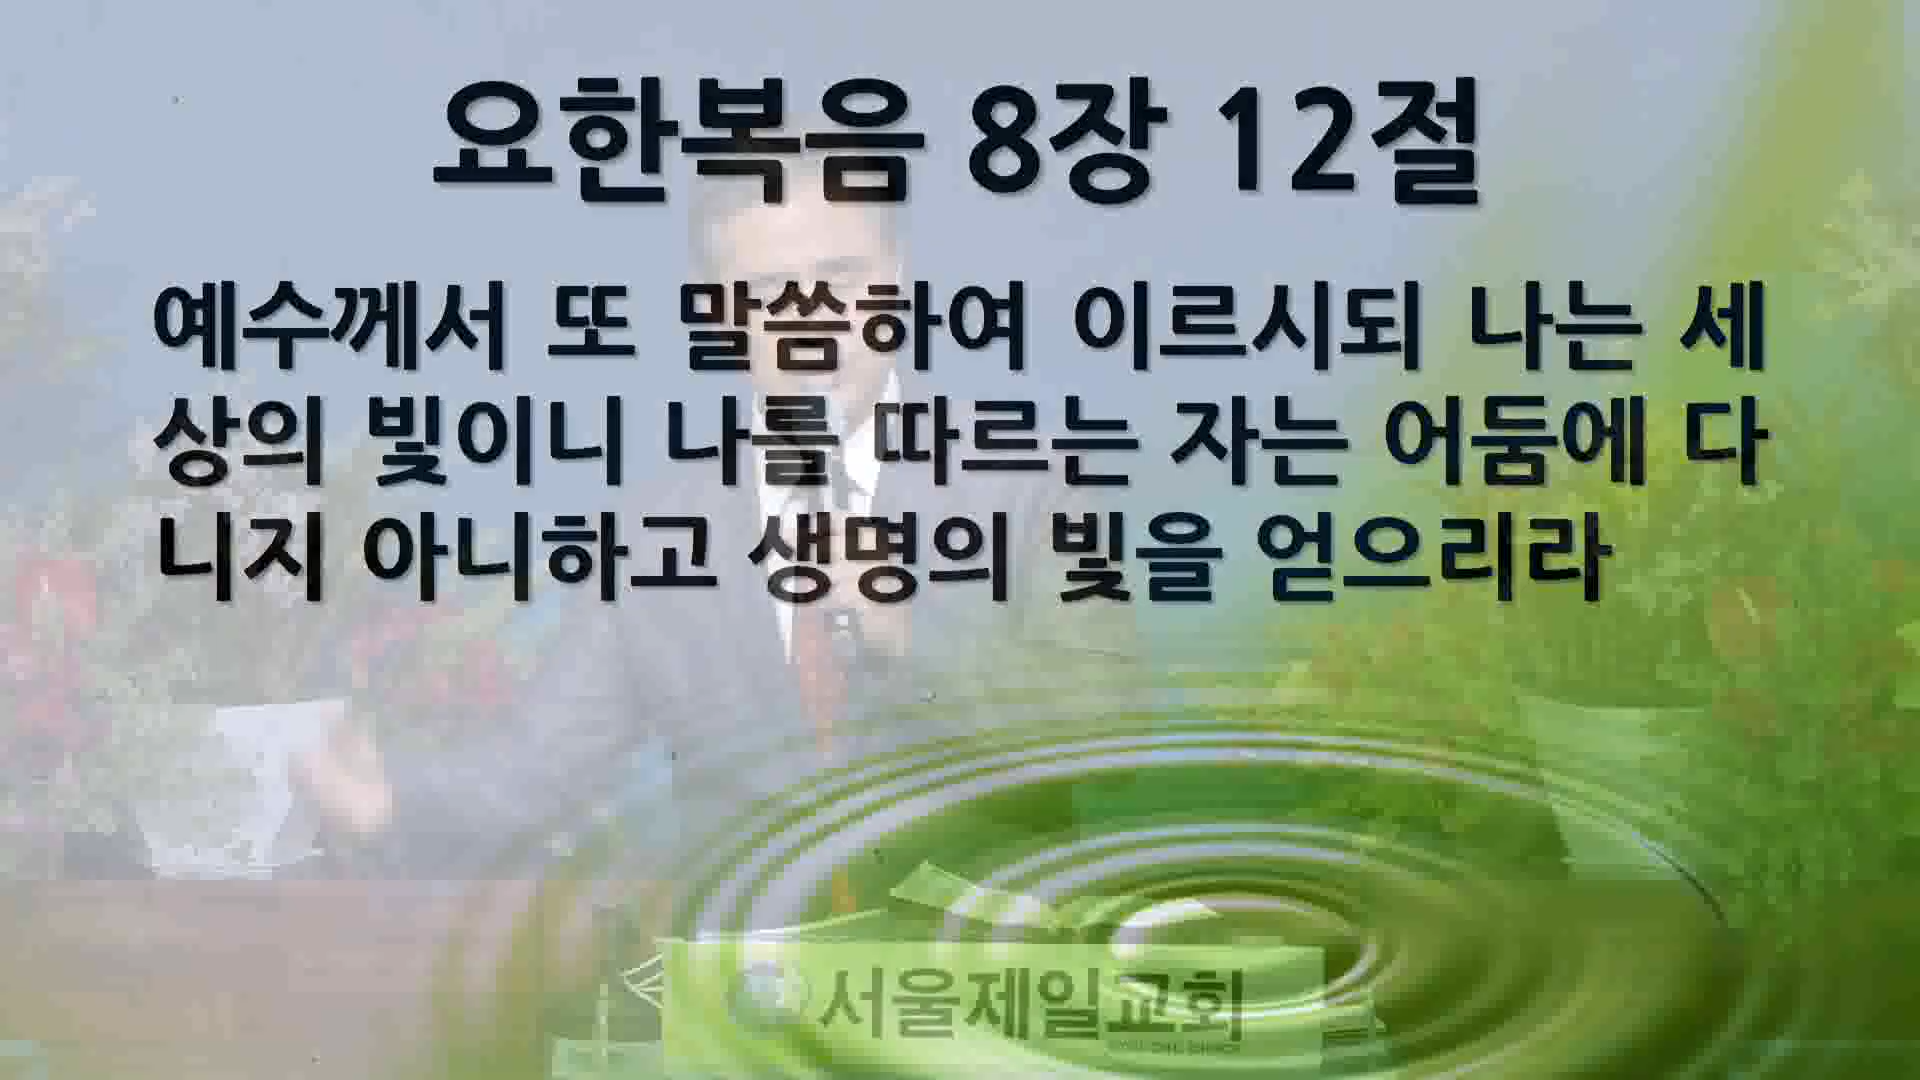 요한복음 8장 12절
예수께서 또 말씀하여 이르시되 나는 세
상의 빛이니 나를 따르는 자는 어둠에 다
니지 아니하고 생명의 빛을 얻으리라
서울제일교회